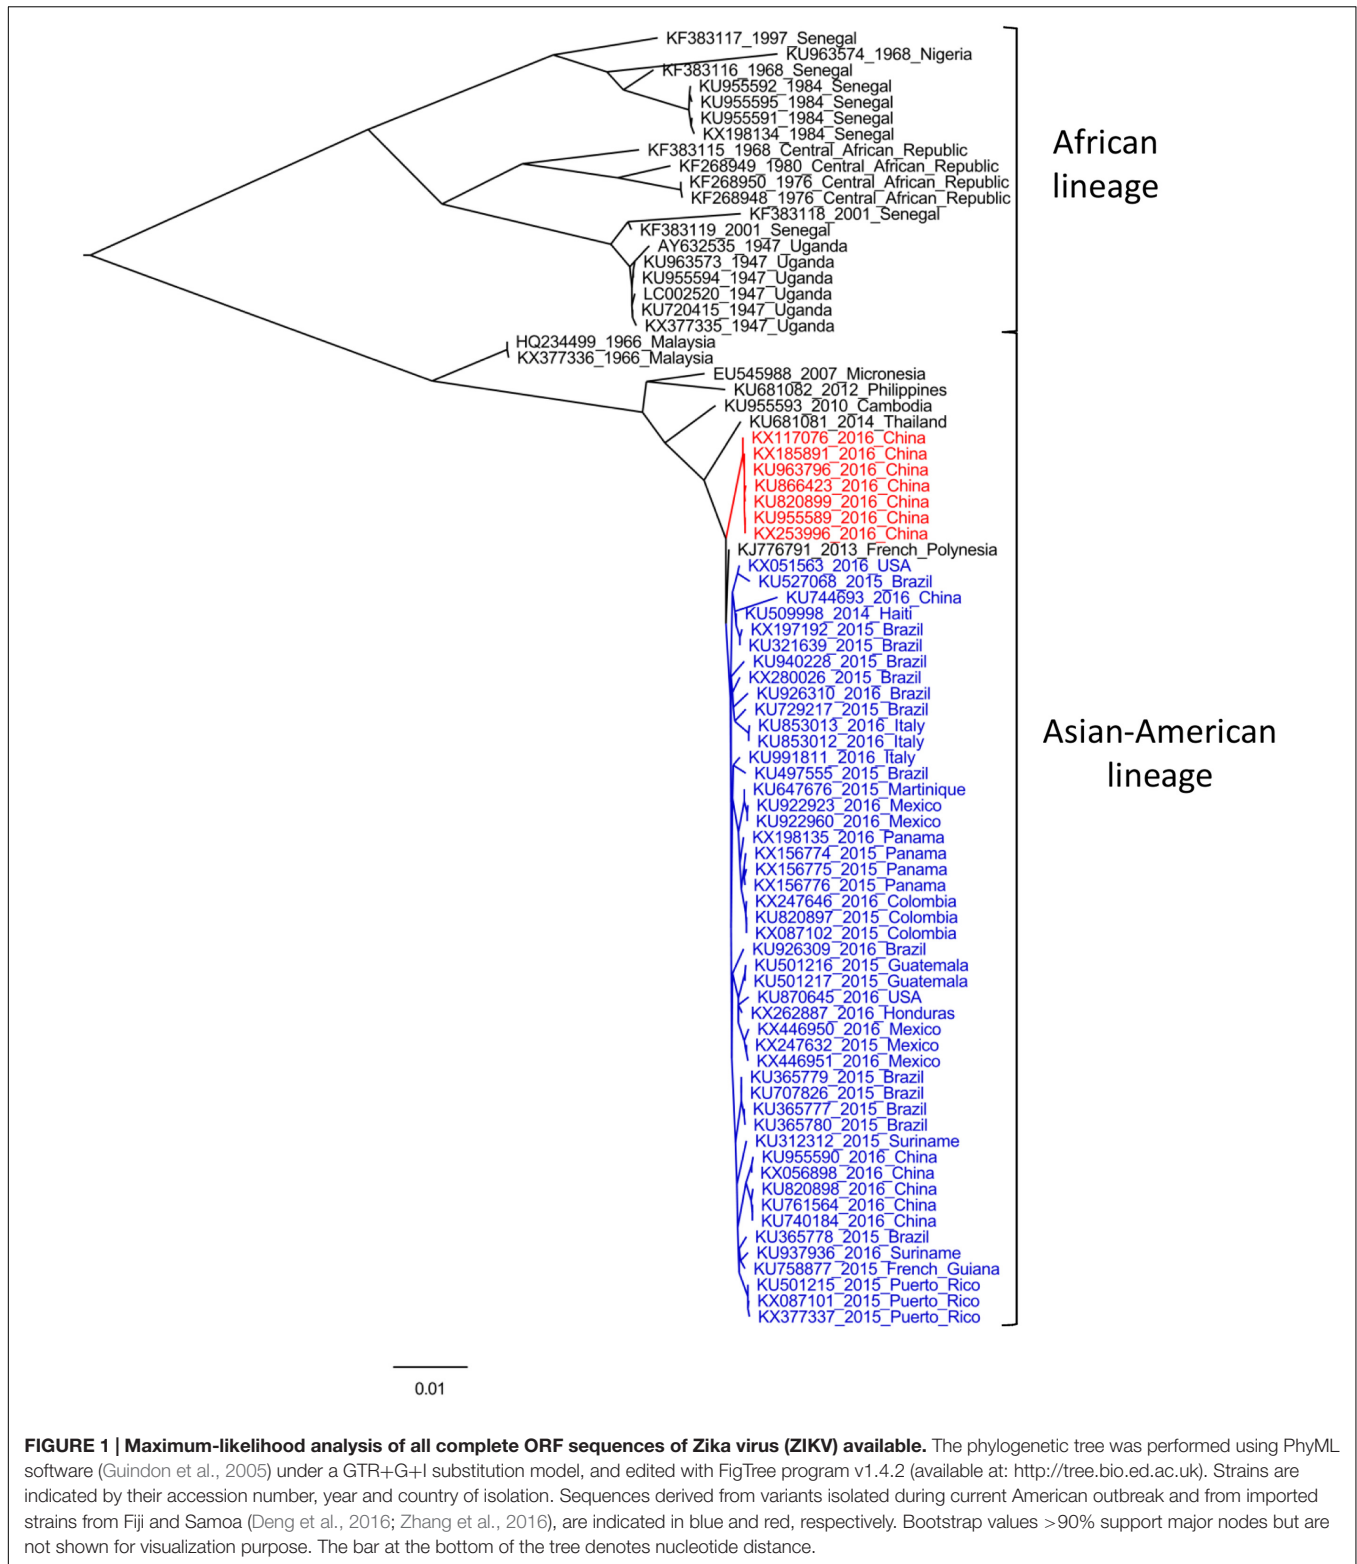 KF383117_1997_Senegal
KU963574_1968_Nigeria
KF383116_1968_Senegal
KU955592_1984_Senegal
KU955595_1984_Senegal
KU955591_1984_Senegal
KX198134_1984_Senegal
KF383115_1968_Central_African_Republic
KF268949_1980_Central_African_Republic
KF268950_1976_Central_African_Republic
KF268948_1976_Central_African_Republic
KF383118_2001_Senegal
KF383119_2001_Senegal
AY632535_1947_Uganda
KU963573_1947_Uganda
KU955594_1947_Uganda
LC002520_1947_Uganda
KU720415_1947_Uganda
KX377335_1947_Uganda
African
lineage
HQ234499_1966_Malaysia
KX377336_1966_Malaysia
EU545988_2007_Micronesia
KU681082_2012_Philippines
KU955593_2010_Cambodia
KU681081_2014_Thailand
KX117076_2016_China
KX185891_2016_China
KU963796_2016_China
KU866423_2016_China
KU820899_2016_China
KU955589_2016_China
KX253996_2016_China
KJ776791_2013_French_Polynesia
KX051563_2016_USA
KU527068_2015_Brazil
KU744693_2016_China
KU509998_2014_Haiti
KX197192_2015_Brazil
KU321639_2015_Brazil
KU940228_2015_Brazil
KX280026_2015_Brazil
KU926310_2016_Brazil
KU729217_2015_Brazil
KU853013_2016_Italy
KU853012_2016_Italy
KU991811_2016_Italy
KU497555_2015_Brazil
KU647676_2015_Martinique
KU922923_2016_Mexico
KU922960_2016_Mexico
KX198135_2016_Panama
KX156774_2015_Panama
KX156775_2015_Panama
KX156776_2015_Panama
KX247646_2016_Colombia
KU820897_2015_Colombia
KX087102_2015_Colombia
KU926309_2016_Brazil
KU501216_2015_Guatemala
KU501217_2015_Guatemala
KU870645_2016_USA
KX262887_2016_Honduras
KX446950_2016_Mexico
KX247632_2015_Mexico
KX446951_2016_Mexico
KU365779_2015_Brazil
KU707826_2015_Brazil
KU365777_2015_Brazil
KU365780_2015_Brazil
KU312312_2015_Suriname
KU955590_2016_China
KX056898_2016_China
KU820898_2016_China
KU761564_2016_China
KU740184_2016_China
KU365778_2015_Brazil
KU937936_2016_Suriname
KU758877_2015_French_Guiana
KU501215_2015_Puerto_Rico
KX087101_2015_Puerto_Rico
KX377337_2015_Puerto_Rico
Asian-American
lineage
0.01
FIGURE 1 | Maximum-likelihood analysis of all complete ORF sequences of Zika virus (ZIKV) available. The phylogenetic tree was performed using PhyML
software (Guindon et al., 2005) under a GTR+G+I substitution model, and edited with FigTree program v1.4.2 (available at: http://tree.bio.ed.ac.uk). Strains are
indicated by their accession number, year and country of isolation. Sequences derived from variants isolated during current American outbreak and from imported
strains from Fiji and Samoa (Deng et al., 2016; Zhang et al., 2016), are indicated in blue and red, respectively. Bootstrap values >90% support major nodes but are
not shown for visualization purpose. The bar at the bottom of the tree denotes nucleotide distance.